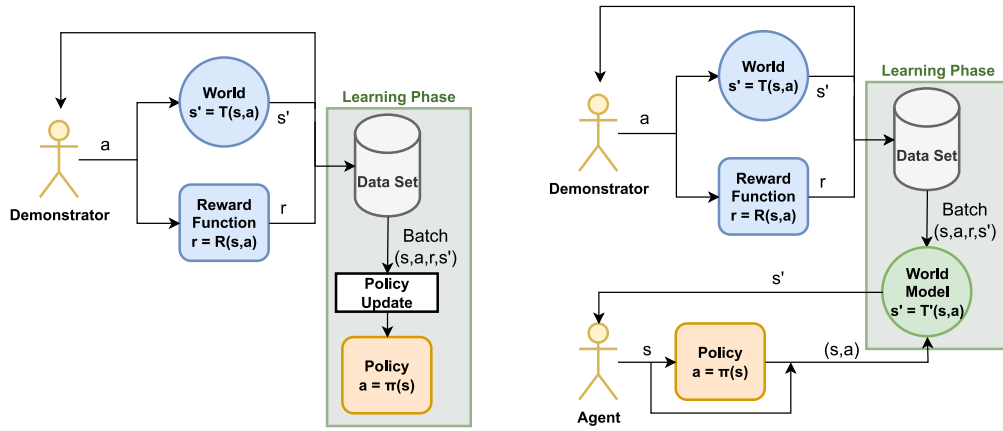 World
s' = T(s,a)
s'
Learning Phase
a
Data Set
Demonstrator
Reward
Function
r = R(s,a)
r
Batch
(s,a,r,s')
Policy
Update
Policy
a = π(s)
World
s' = T(s,a)
s'
Learning Phase
a
Data Set
Demonstrator
Reward
Function
r = R(s,a)
r
Batch
(s,a,r,s')
World
Model
s' = T'(s,a)
s'
s
Policy
a = π(s)
(s,a)
Agent